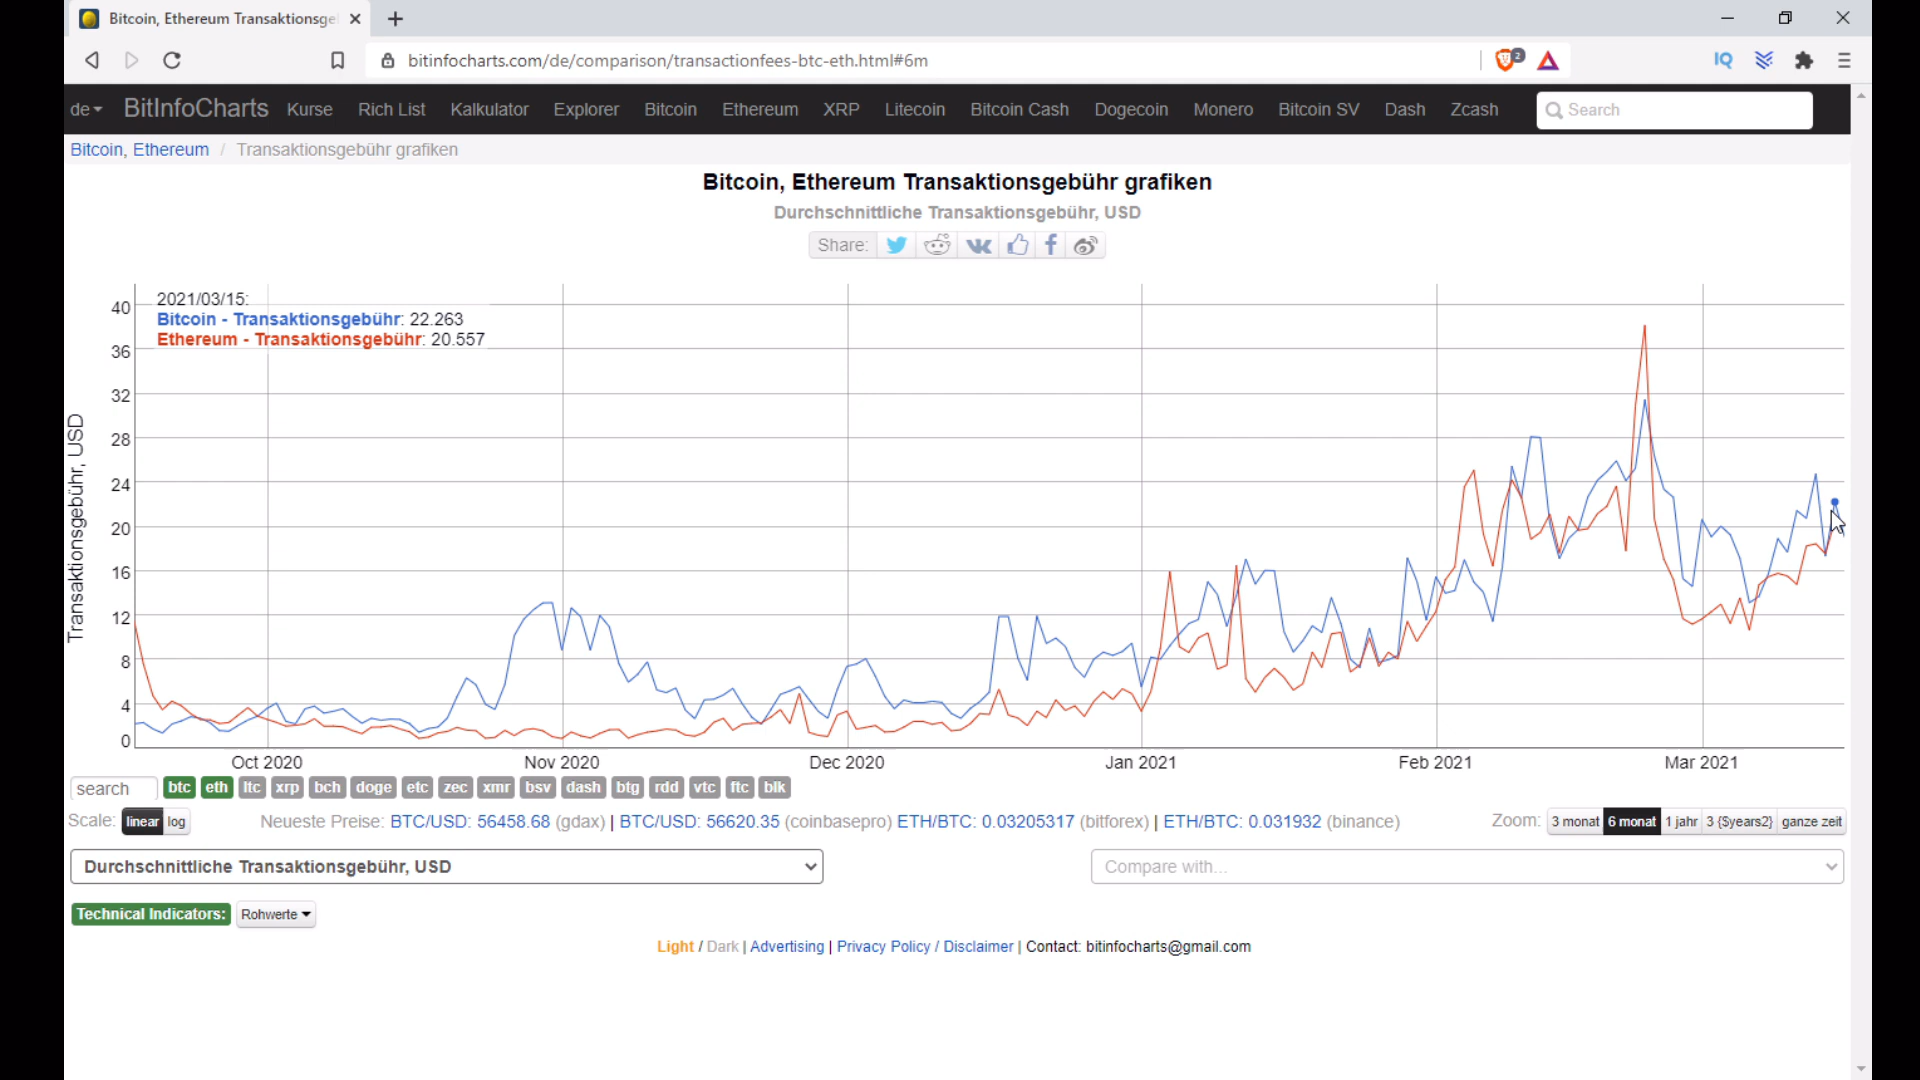 Bitcoin, Ethereum Transaktionsge
bitinfocharts.com/de/comparison/transactionfees-btc-eth.html#6m
2
IQ
de BitInfoCharts Kurse Rich List Kalkulator Explorer Bitcoin Ethereum XRP Litecoin Bitcoin Cash Dogecoin Monero Bitcoin SV Dash Zcash Search
Bitcoin, Ethereum / Transaktionsgebühr grafiken
Bitcoin, Ethereum Transaktionsgebühr grafiken
Durchschnittliche Transaktionsgebühr, USD
Share:
2021/03/15:
Bitcoin - Transaktionsgebühr: 22.263
Ethereum - Transaktionsgebühr: 20.557
Transaktionsgebühr, USD
40
36
32
28
24
20
16
12
8
4
0
Oct 2020 Nov 2020 Dec 2020 Jan 2021 Feb 2021 Mar 2021
search btc eth ltc xrp bch doge etc zec xmr bsv dash btg rdd vtc ftc blk
Scale: linear log Neueste Preise: BTC/USD: 56458.68 (gdax) | BTC/USD: 56620.35 (coinbasepro) ETH/BTC: 0.03205317 (bitforex) | ETH/BTC: 0.031932 (binance) Zoom: 3 monat 6 monat 1 jahr 3 {$years2} ganze zeit
Durchschnittliche Transaktionsgebühr, USD Compare with...
Technical Indicators: Rohwerte
Light / Dark | Advertising | Privacy Policy / Disclaimer | Contact: bitinfocharts@gmail.com